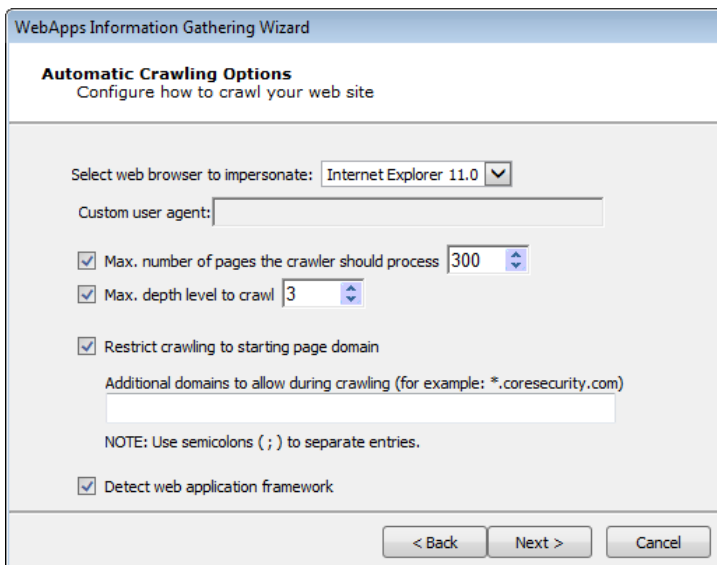 WebApps Information Gathering Wizard
Automatic Crawling Options
Configure how to crawl your web site
Select web browser to impersonate: Internet Explorer 11.0
Custom user agent:
Max. number of pages the crawler should process 300
Max. depth level to crawl 3
Restrict crawling to starting page domain
Additional domains to allow during crawling (for example: *.coresecurity.com)
NOTE: Use semicolons ( ; ) to separate entries.
Detect web application framework
< Back Next > Cancel